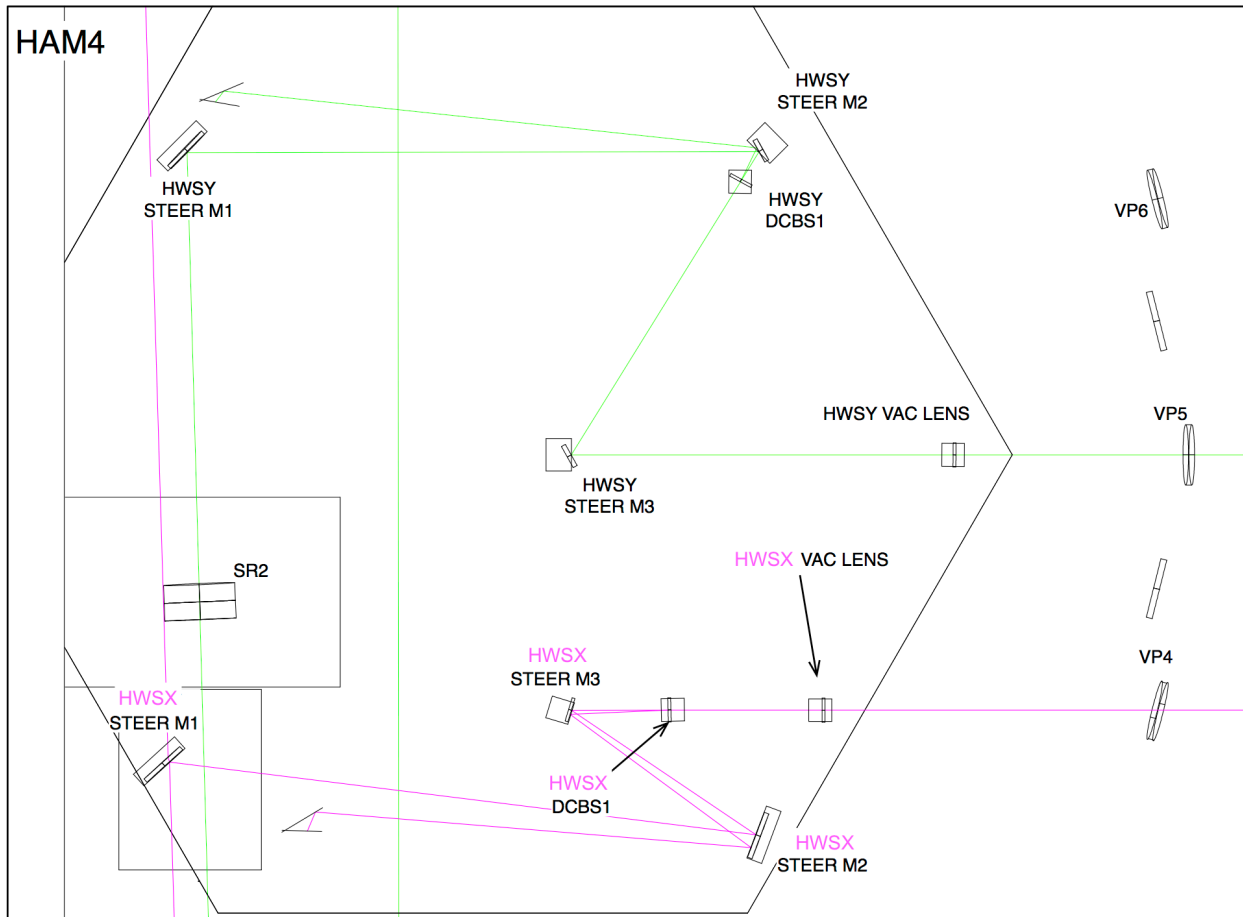 HAM4
HWSY
STEER M2
HWSY
STEER M1
HWSY
DCBS1
VP6
HWSY VAC LENS
VP5
HWSY
STEER M3
SR2
HWSX VAC LENS
HWSX
STEER M3
VP4
HWSX
STEER M1
HWSX
DCBS1
HWSX
STEER M2